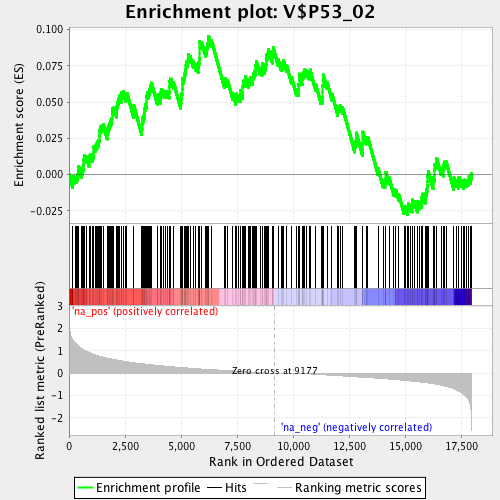 Enrichment plot: V$P53_02
Enrichment score (ES)
0.100
0.075
0.050
0.025
0.000
-0.025
'na_pos' (positively correlated)
Zero cross at 9177
'na_neg' (negatively correlated)
Ranked list metric (PreRanked)
3
2
1
0
-1
-2
0
2,500
5,000
7,500
10,000
12,500
15,000
17,500
Rank in Ordered Dataset
Enrichment profile
Hits
Ranking metric scores